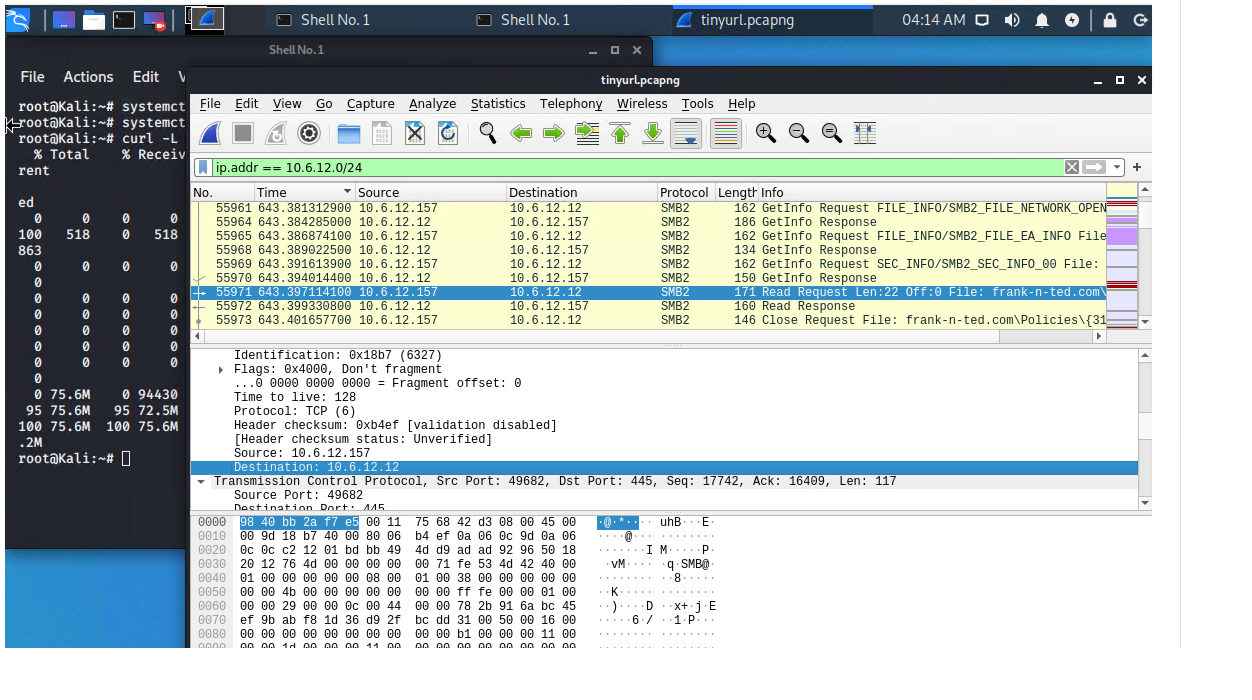 Shell No. 1
Shell No. 1
tinyurl.pcapng
04:14 AM
Shell No. 1
File Actions Edit V
root@Kali:~# systemct
root@Kali:~# systemct
root@Kali:~# curl -L
% Total % Receiv
rent
ed
0 0 0 0
100 518 0 518
863
0 0 0 0
0
0 0 0 0
0 0 0 0
0 0 0 0
0 0 0 0
0 0 0 0
0
0 75.6M 0 94430
95 75.6M 95 72.5M
100 75.6M 100 75.6M
.2M
root@Kali:~#
tinyurl.pcapng
File Edit View Go Capture Analyze Statistics Telephony Wireless Tools Help
ip.addr == 10.6.12.0/24
No. Time Source Destination Protocol Length Info
55961 643.381312900 10.6.12.157 10.6.12.12 SMB2 162 GetInfo Request FILE_INFO/SMB2_FILE_NETWORK_OPEN
55964 643.384285000 10.6.12.12 10.6.12.157 SMB2 186 GetInfo Response
55965 643.386874100 10.6.12.157 10.6.12.12 SMB2 162 GetInfo Request FILE_INFO/SMB2_FILE_EA_INFO File
55968 643.389022500 10.6.12.12 10.6.12.157 SMB2 134 GetInfo Response
55969 643.391613900 10.6.12.157 10.6.12.12 SMB2 162 GetInfo Request SEC_INFO/SMB2_SEC_INFO_00 File:
55970 643.394014400 10.6.12.12 10.6.12.157 SMB2 150 GetInfo Response
55971 643.397114100 10.6.12.157 10.6.12.12 SMB2 171 Read Request Len:22 Off:0 File: frank-n-ted.com\
55972 643.399330800 10.6.12.12 10.6.12.157 SMB2 160 Read Response
55973 643.401657700 10.6.12.157 10.6.12.12 SMB2 146 Close Request File: frank-n-ted.com\Policies\{31
Identification: 0x18b7 (6327)
Flags: 0x4000, Don't fragment
...0 0000 0000 0000 = Fragment offset: 0
Time to live: 128
Protocol: TCP (6)
Header checksum: 0xb4ef [validation disabled]
[Header checksum status: Unverified]
Source: 10.6.12.157
Destination: 10.6.12.12
Transmission Control Protocol, Src Port: 49682, Dst Port: 445, Seq: 17742, Ack: 16409, Len: 117
Source Port: 49682
Destination Port: 445
0000 98 40 bb 2a f7 e5 00 11 75 68 42 d3 08 00 45 00 ·@·*···· uhB···E·
0010 00 9d 18 b7 40 00 80 06 b4 ef 0a 06 0c 9d 0a 06 ····@··· ········
0020 0c 0c c2 12 01 bd bb 49 4d d9 ad ad 92 96 50 18 ·······I M·····P·
0030 20 12 76 4d 00 00 00 00 00 71 fe 53 4d 42 40 00 ·vM···· ·q·SMB@·
0040 01 00 00 00 00 00 08 00 01 00 38 00 00 00 00 00 ········ ··8·····
0050 00 00 4b 00 00 00 00 00 00 00 ff fe 00 00 01 00 ··K····· ········
0060 00 00 29 00 00 0c 00 44 00 00 78 2b 91 6a bc 45 ··)····D ··x+·j·E
0070 ef 9b ab f8 1d 36 d9 2f bc dd 31 00 50 00 16 00 ·····6·/ ··1·P···
0080 00 00 00 00 00 00 00 00 00 00 b1 00 00 00 11 00 ········ ········
0090 00 00 1d 00 00 00 11 00 00 00 00 00 00 00 00 00 ········ ········